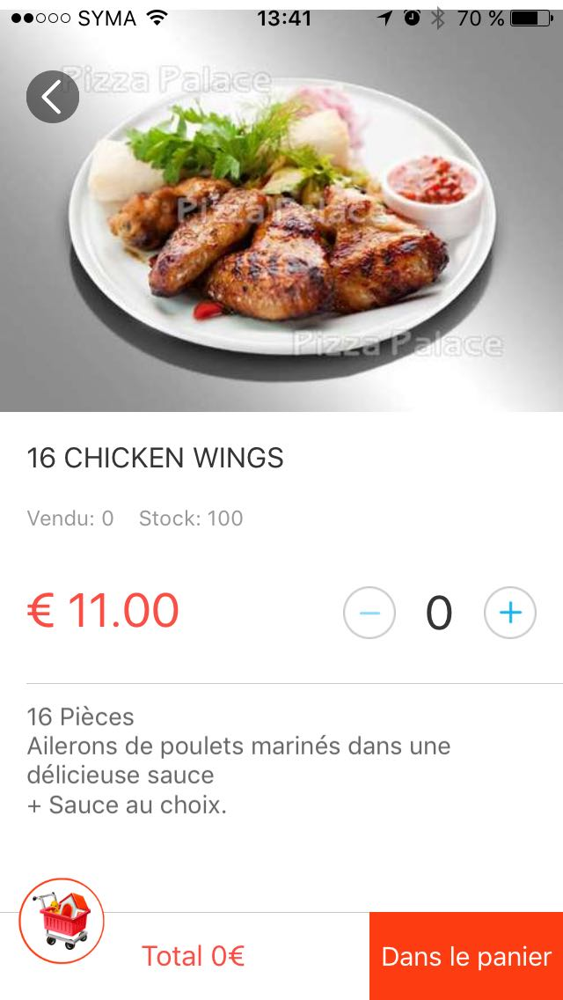 SYMA 13:41 70 %
Pizza Palace
Pizza Palace
Pizza Palace
16 CHICKEN WINGS
Vendu: 0 Stock: 100
€ 11.00 − 0 +
16 Pièces
Ailerons de poulets marinés dans une
délicieuse sauce
+ Sauce au choix.
Total 0€ Dans le panier